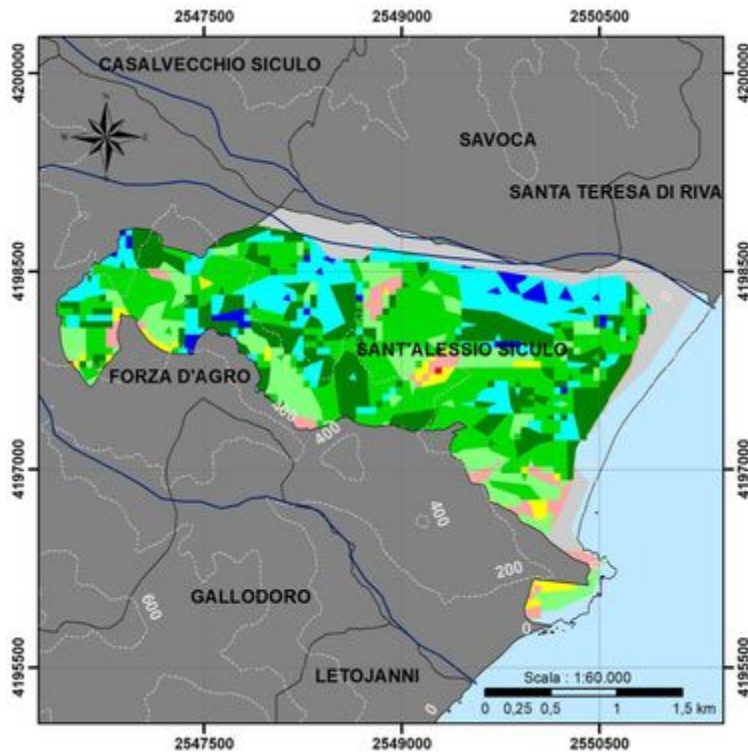 2547500 2549000 2550500
4200000 4200000
CASALVECCHIO SICULO
N
W E
S
SAVOCA
SANTA TERESA DI RIVA
4198500 4198500
0
SANT'ALESSIO SICULO
FORZA D'AGRO
400
400
4197000 4197000
400
200
600
GALLODORO
0
LETOJANNI
0
4195500 4195500
Scala : 1:60.000
0 0,25 0,5 1 1,5 km
2547500 2549000 2550500